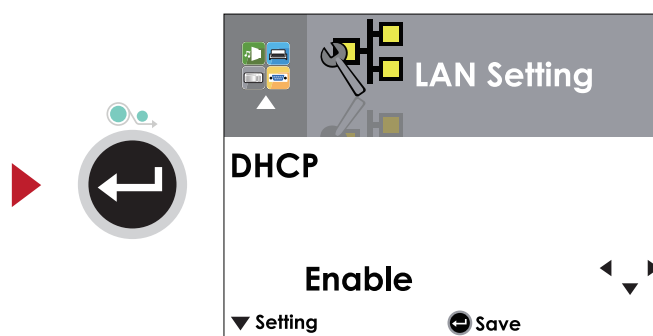 LAN Setting
DHCP
Enable
Setting
Save